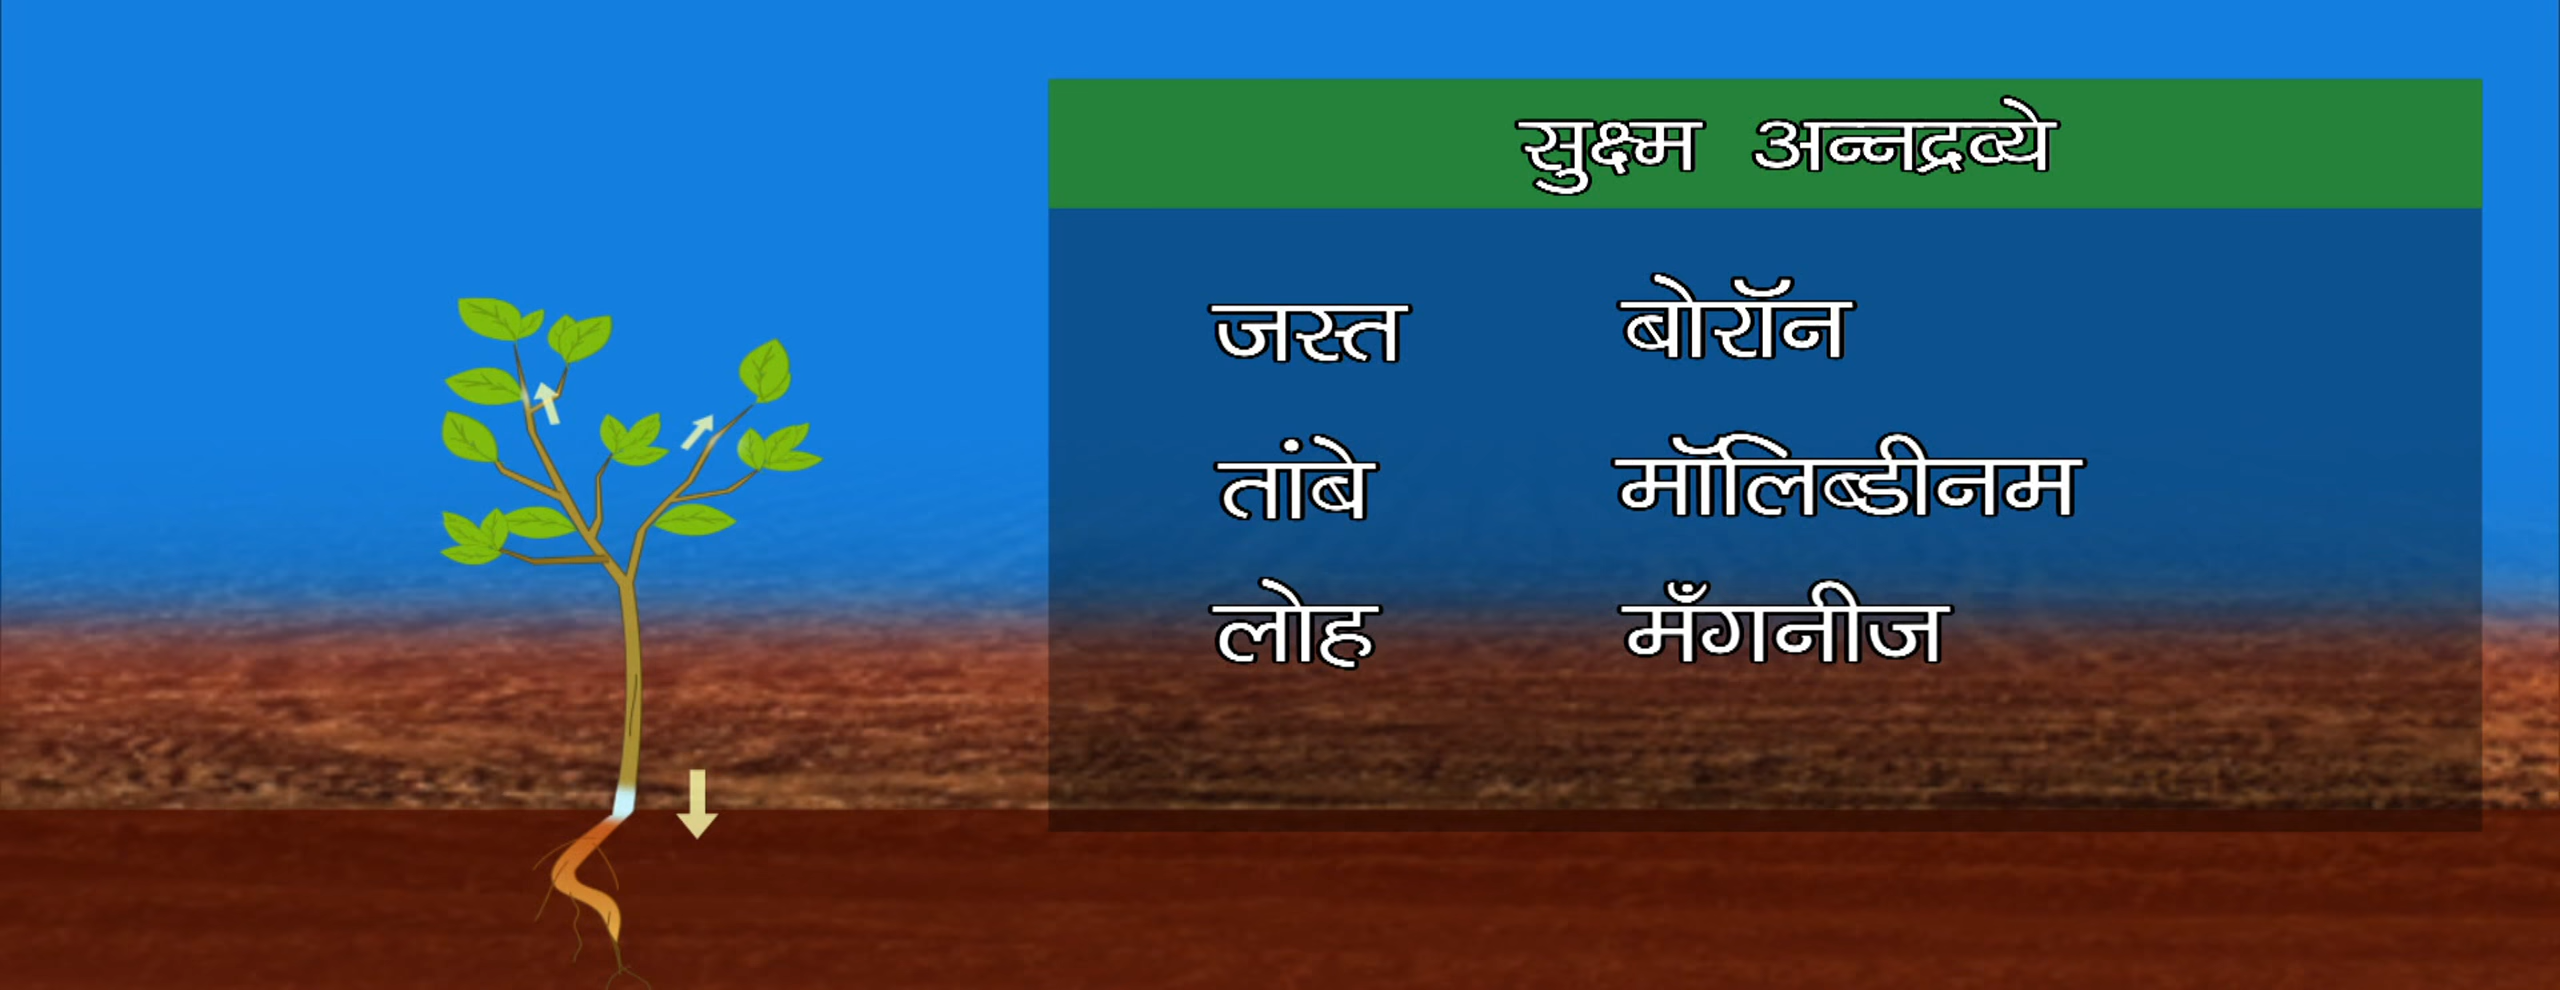 सुक्ष्म अन्नद्रव्ये
जस्त बोरॉन
तांबे मॉलिब्डीनम
लोह मँगनीज